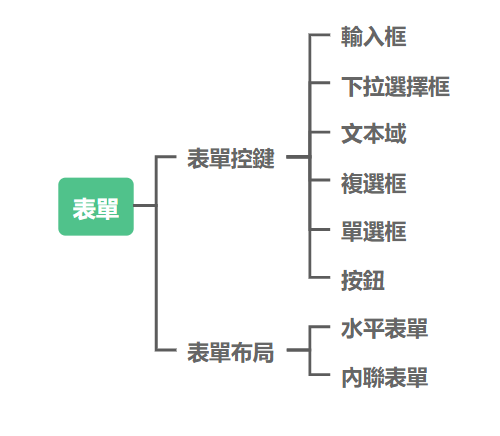 表單
表單控鍵
輸入框
下拉選擇框
文本域
複選框
單選框
按鈕
表單布局
水平表單
內聯表單